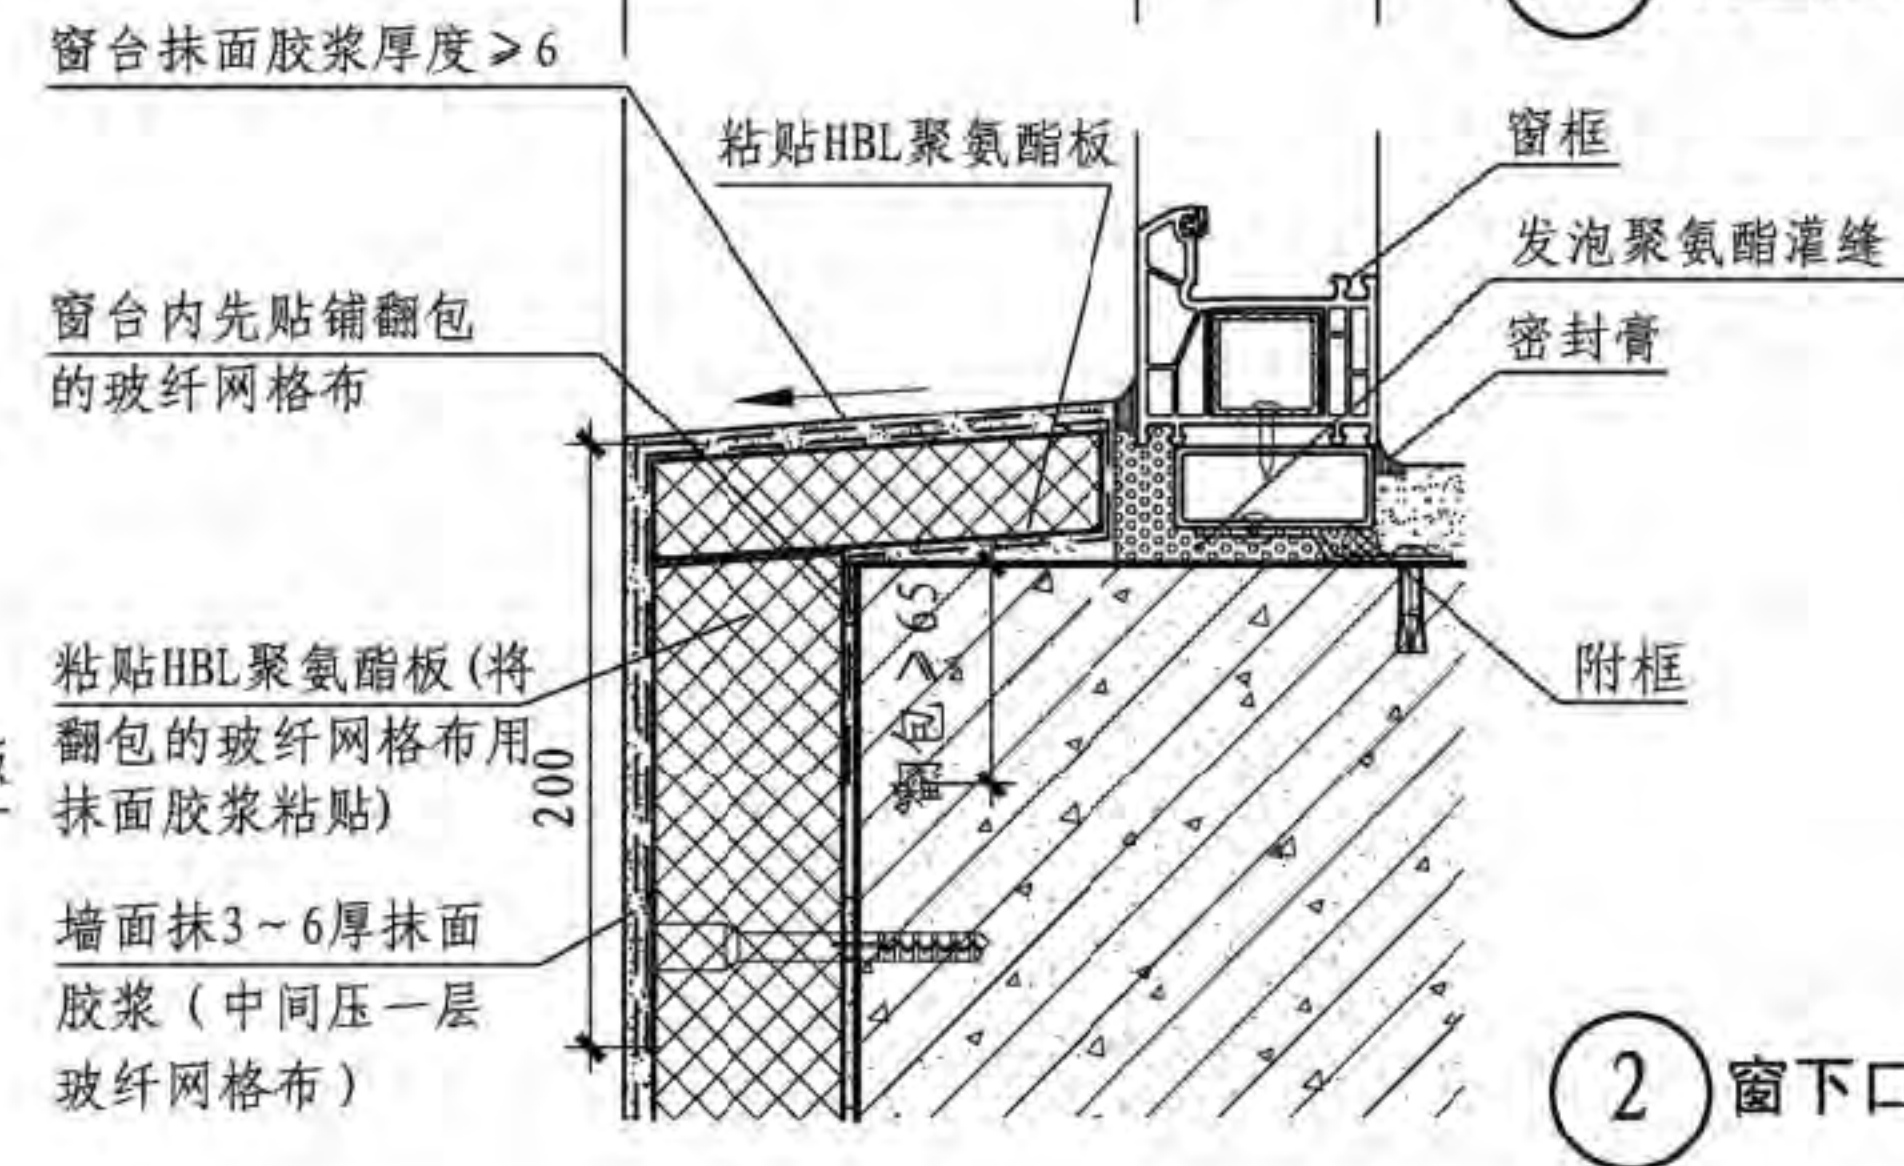 窗台抹面胶浆厚度≥6
粘贴HBL聚氨酯板
窗框
发泡聚氨酯灌缝
密封膏
窗台内先贴铺翻包
的玻纤网格布
粘贴HBL聚氨酯板(将
翻包的玻纤网格布用
抹面胶浆粘贴)
200
翻包≥65
附框
墙面抹3~6厚抹面
胶浆(中间压一层
玻纤网格布)
2 窗下口